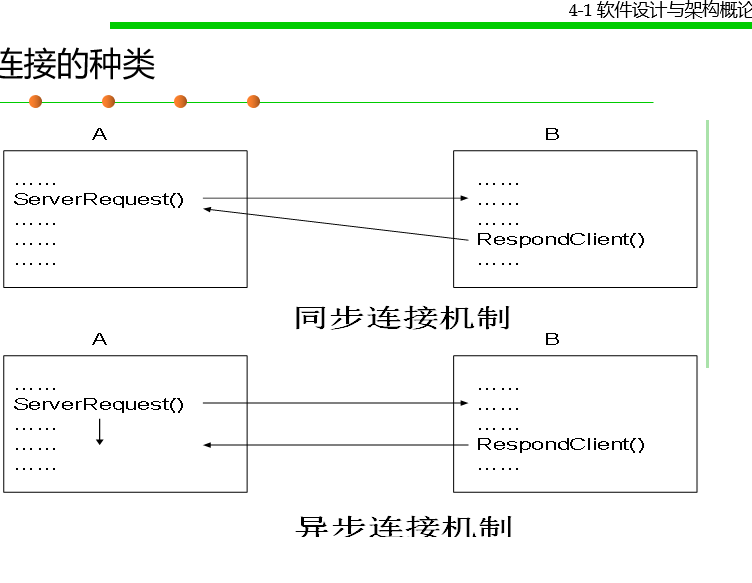 4-1 软件设计与架构概论
连接的种类
A
B
……
ServerRequest()
……
……
……
……
……
……
RespondClient()
……
同步连接机制
A
B
……
ServerRequest()
……
……
……
……
……
……
RespondClient()
……
异步连接机制